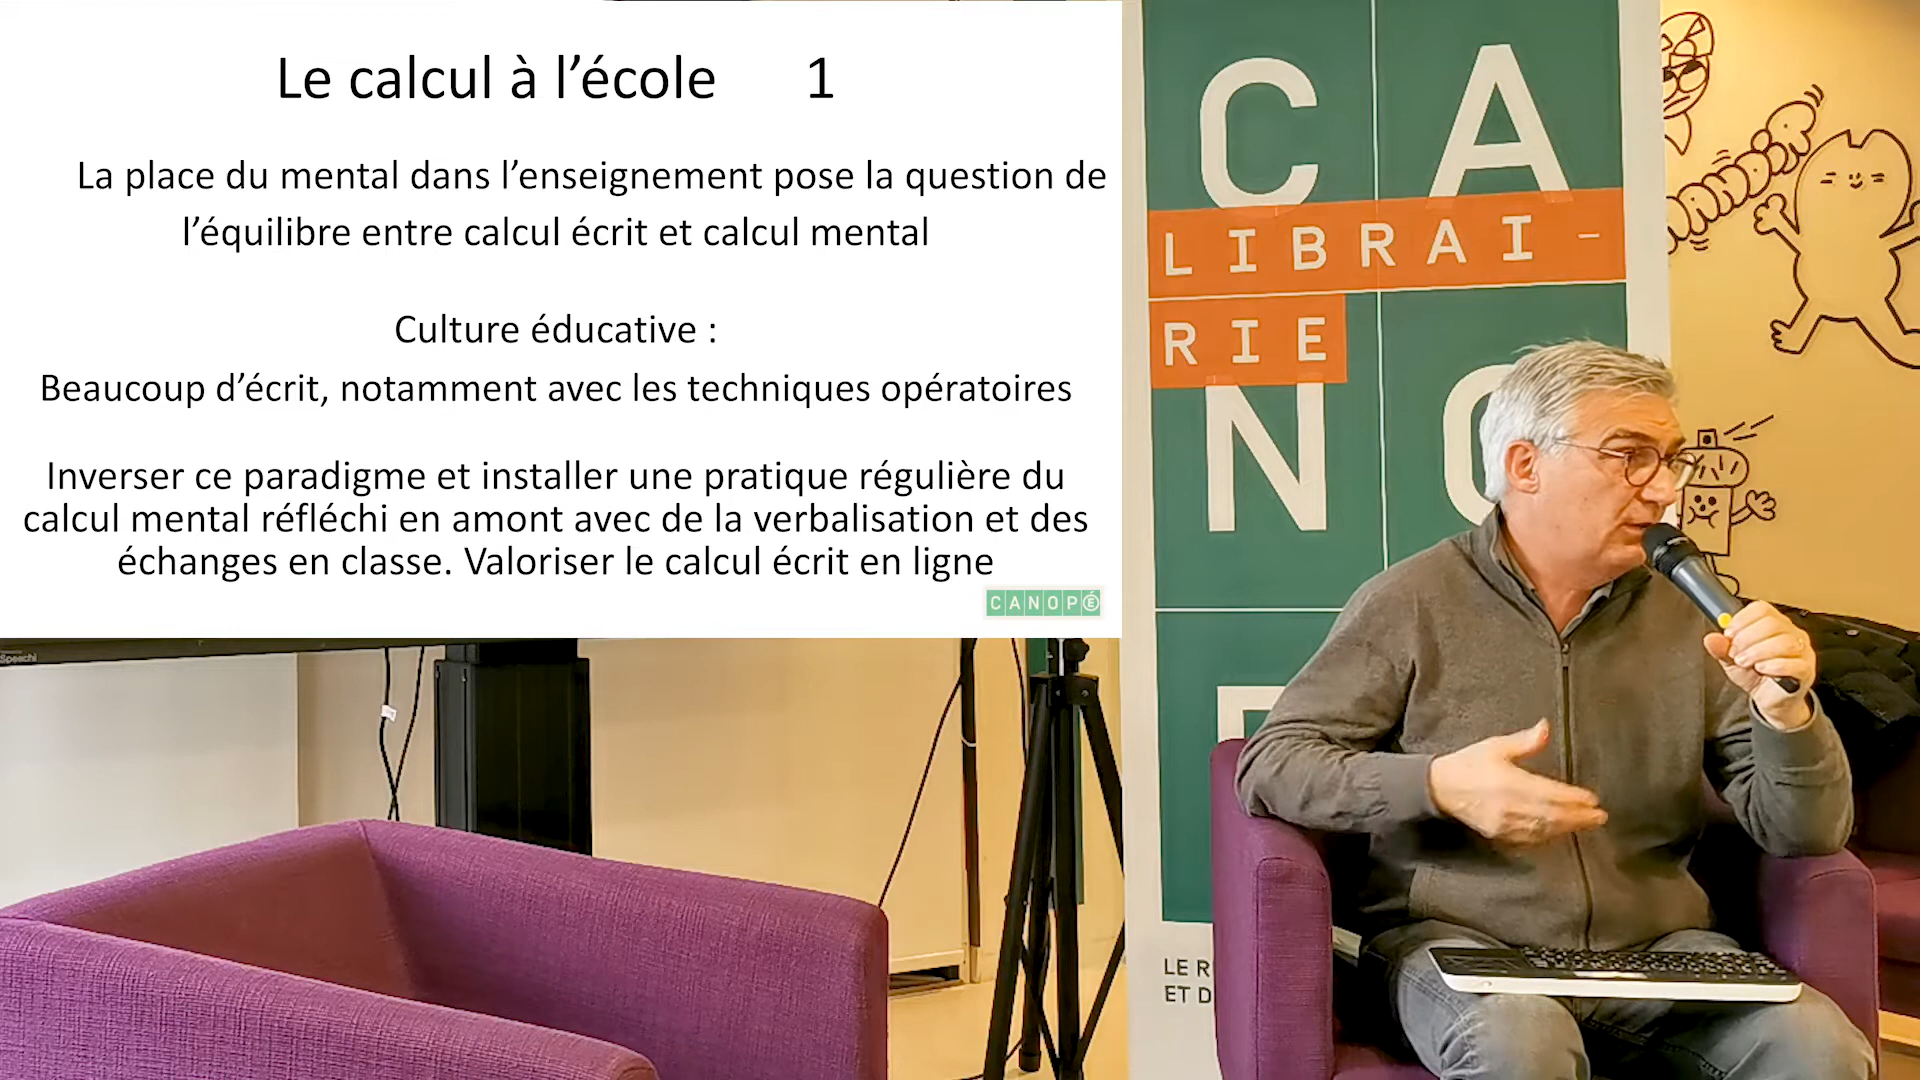 Le calcul à l’école 1
La place du mental dans l’enseignement pose la question de
l’équilibre entre calcul écrit et calcul mental
Culture éducative :
Beaucoup d’écrit, notamment avec les techniques opératoires
Inverser ce paradigme et installer une pratique régulière du
calcul mental réfléchi en amont avec de la verbalisation et des
échanges en classe. Valoriser le calcul écrit en ligne
CANOPÉ
Speechi
CA
LIBRAI-
RIE
NO
LE R
ET D